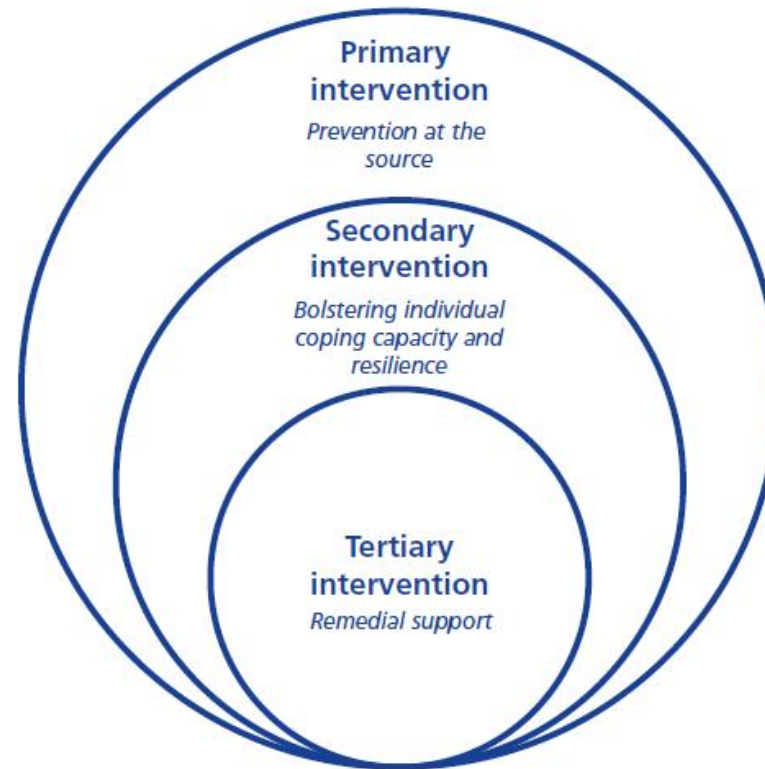 Primary
intervention
Prevention at the
source
Secondary
intervention
Bolstering individual
coping capacity and
resilience
Tertiary
intervention
Remedial support